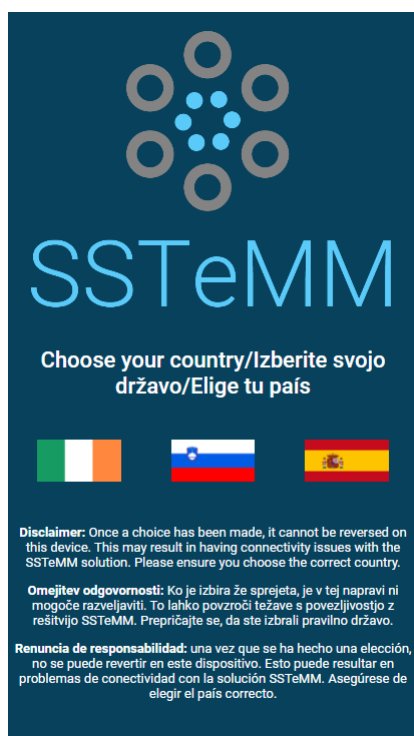 SSTeMM
Choose your country/Izberite svojo
državo/Elige tu país
Disclaimer: Once a choice has been made, it cannot be reversed on
this device. This may result in having connectivity issues with the
SSTeMM solution. Please ensure you choose the correct country.
Omejitev odgovornosti: Ko je izbira že sprejeta, je v tej napravi ni
mogoče razveljaviti. To lahko povzroči težave s povezljivostjo z
rešitvijo SSTeMM. Prepričajte se, da ste izbrali pravilno državo.
Renuncia de responsabilidad: una vez que se ha hecho una elección,
no se puede revertir en este dispositivo. Esto puede resultar en
problemas de conectividad con la solución SSTeMM. Asegúrese de
elegir el país correcto.